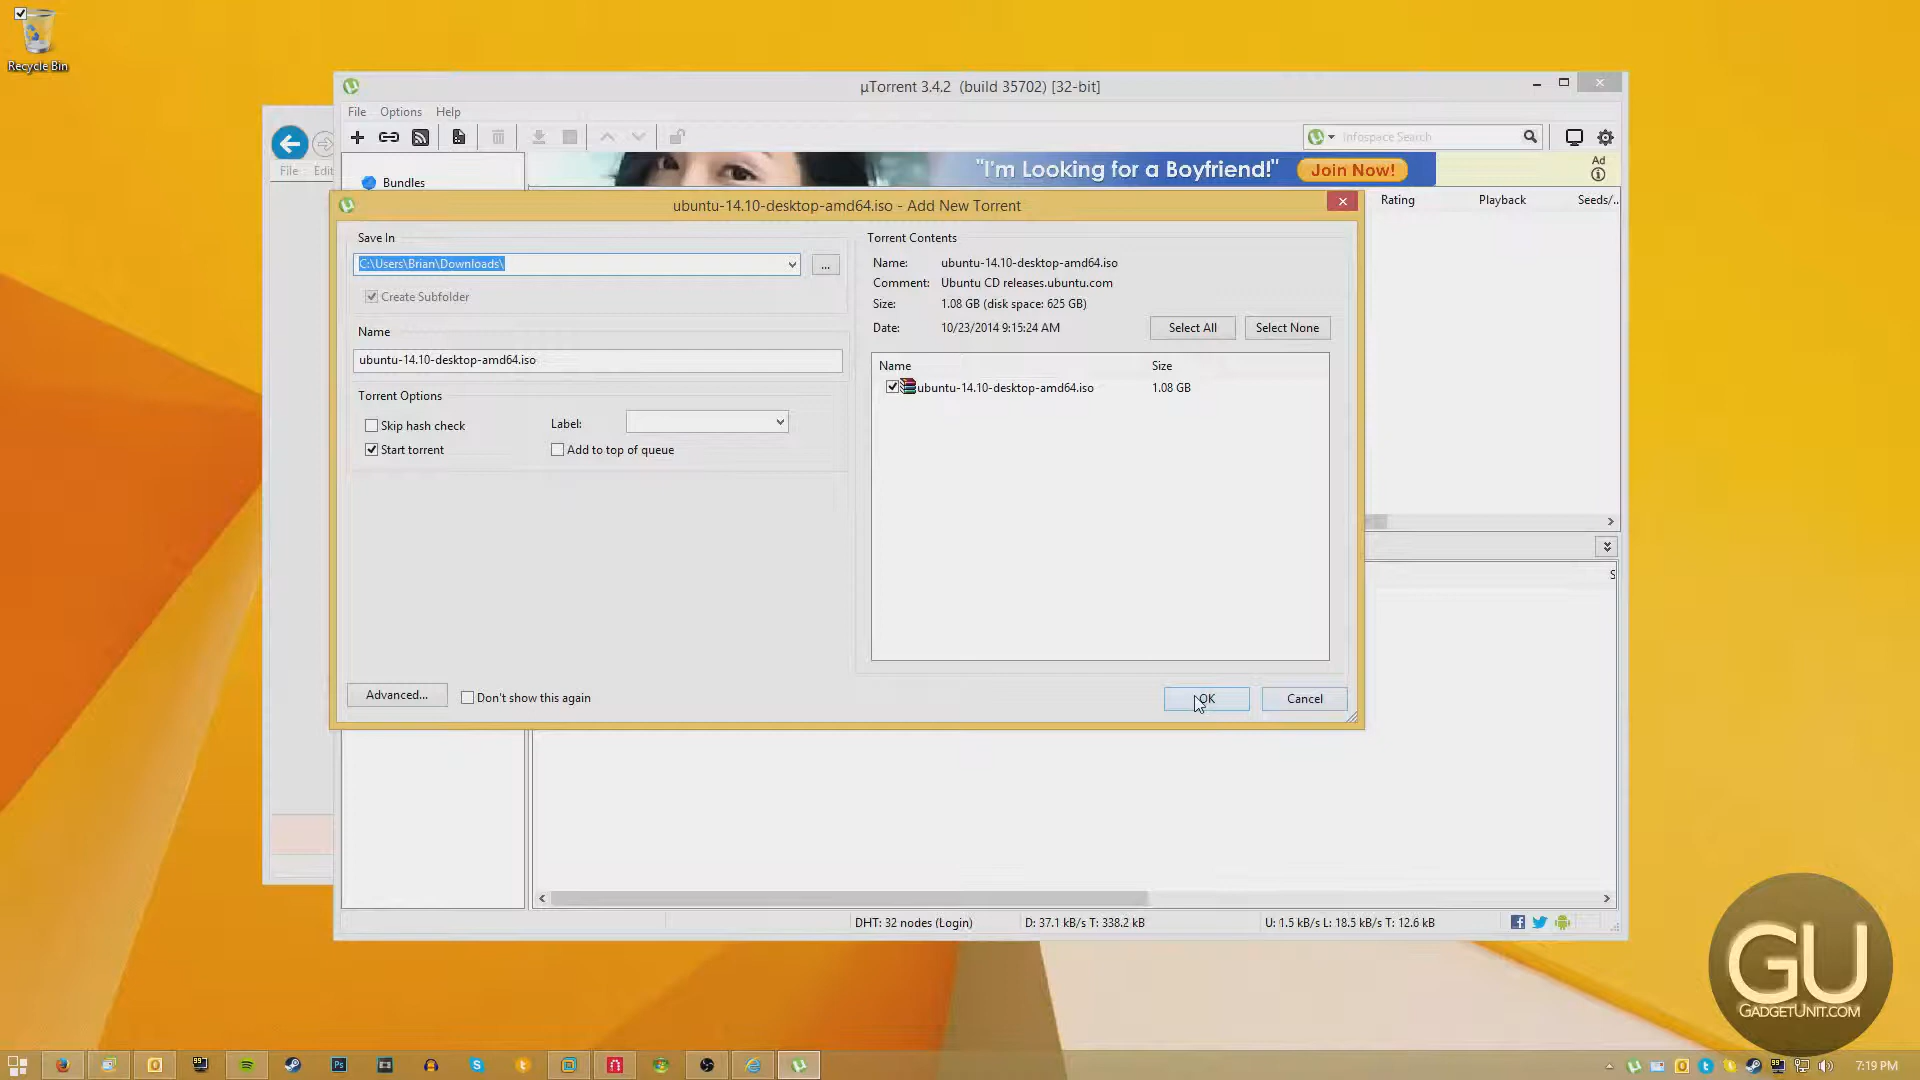 Recycle Bin
µTorrent 3.4.2 (build 35702) [32-bit]
File Options Help
Infospace Search
File Edit
Bundles
"I'm Looking for a Boyfriend!" Join Now!
Ad
Rating Playback Seeds/..
ubuntu-14.10-desktop-amd64.iso - Add New Torrent
Save In
C:\Users\Brian\Downloads\
...
Create Subfolder
Name
ubuntu-14.10-desktop-amd64.iso
Torrent Options
Skip hash check
Label:
Start torrent
Add to top of queue
Torrent Contents
Name: ubuntu-14.10-desktop-amd64.iso
Comment: Ubuntu CD releases.ubuntu.com
Size: 1.08 GB (disk space: 625 GB)
Date: 10/23/2014 9:15:24 AM
Select All Select None
Name Size
ubuntu-14.10-desktop-amd64.iso 1.08 GB
S
Advanced...
Don't show this again
OK Cancel
DHT: 32 nodes (Login) D: 37.1 kB/s T: 338.2 kB U: 1.5 kB/s L: 18.5 kB/s T: 12.6 kB
GU
GADGETUNIT.COM
7:19 PM